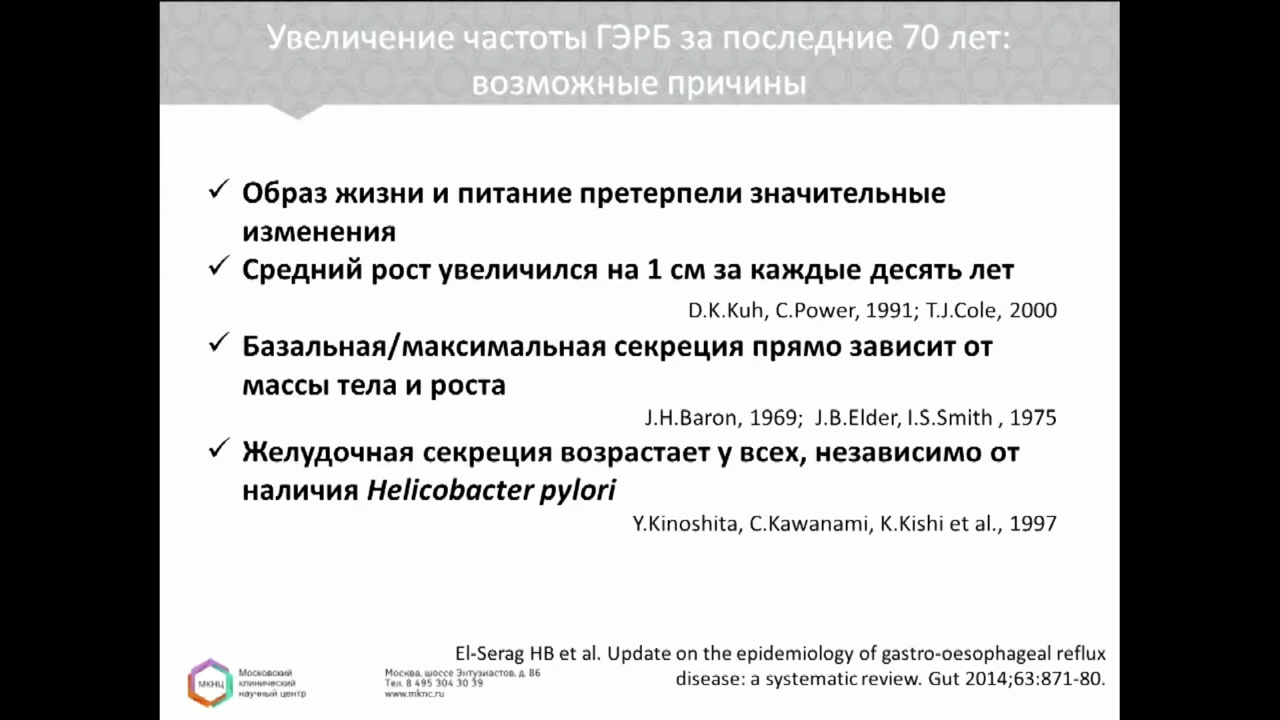 Увеличение частоты ГЭРБ за последние 70 лет:
возможные причины
✓ Образ жизни и питание претерпели значительные
изменения
✓ Средний рост увеличился на 1 см за каждые десять лет
D.K.Kuh, C.Power, 1991; T.J.Cole, 2000
✓ Базальная/максимальная секреция прямо зависит от
массы тела и роста
J.H.Baron, 1969; J.B.Elder, I.S.Smith , 1975
✓ Желудочная секреция возрастает у всех, независимо от
наличия Helicobacter pylori
Y.Kinoshita, C.Kawanami, K.Kishi et al., 1997
El-Serag HB et al. Update on the epidemiology of gastro-oesophageal reflux
disease: a systematic review. Gut 2014;63:871-80.
МКНЦ
Московский
клинический
научный центр
Москва, шоссе Энтузиастов, д. 86
Тел. 8 495 304 30 39
www.mknc.ru